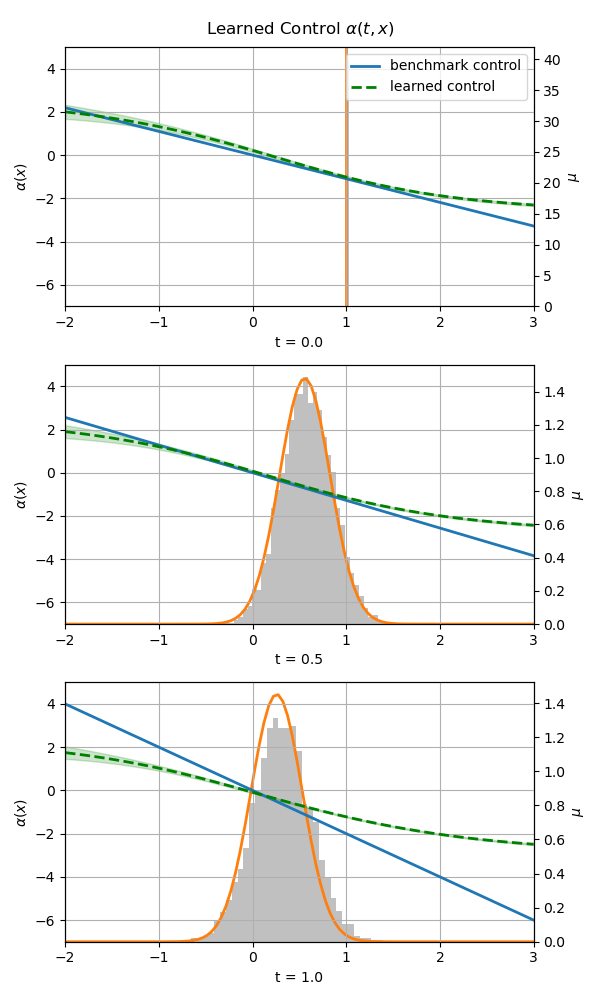 Learned Control α(t, x)
benchmark control
learned control
4
2
0
−2
−4
−6
α(x)
40
35
30
25
20
15
10
5
0
μ
−2 −1 0 1 2 3
t = 0.0
4
2
0
−2
−4
−6
α(x)
1.4
1.2
1.0
0.8
0.6
0.4
0.2
0.0
μ
−2 −1 0 1 2 3
t = 0.5
4
2
0
−2
−4
−6
α(x)
1.4
1.2
1.0
0.8
0.6
0.4
0.2
0.0
μ
−2 −1 0 1 2 3
t = 1.0